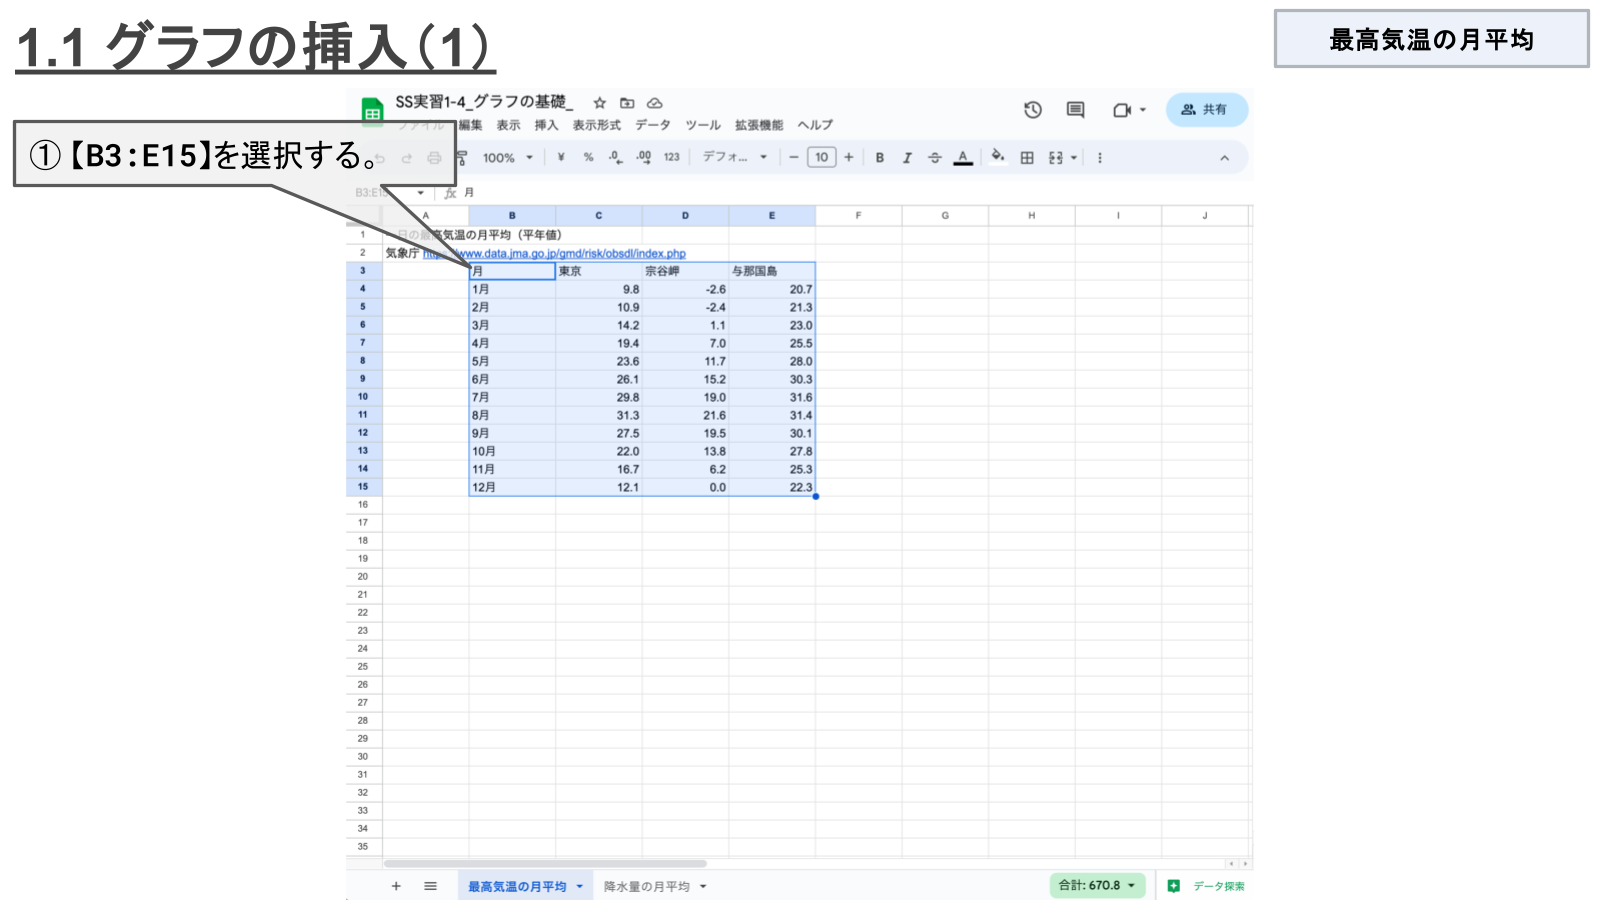 1.1 グラフの挿入（1）
最高気温の月平均
SS実習1-4_グラフの基礎_
ファイル 編集 表示 挿入 表示形式 データ ツール 拡張機能 ヘルプ
共有
①【B3：E15】を選択する。
100% ¥ % .0 .00 123 デフォ... − 10 + B I S A
B3:E15 fx 月
A B C D E F G H I J
1 日の最高気温の月平均（平年値）
2 気象庁 http://www.data.jma.go.jp/gmd/risk/obsdl/index.php
3 月 東京 宗谷岬 与那国島
4 1月 9.8 -2.6 20.7
5 2月 10.9 -2.4 21.3
6 3月 14.2 1.1 23.0
7 4月 19.4 7.0 25.5
8 5月 23.6 11.7 28.0
9 6月 26.1 15.2 30.3
10 7月 29.8 19.0 31.6
11 8月 31.3 21.6 31.4
12 9月 27.5 19.5 30.1
13 10月 22.0 13.8 27.8
14 11月 16.7 6.2 25.3
15 12月 12.1 0.0 22.3
16
17
18
19
20
21
22
23
24
25
26
27
28
29
30
31
32
33
34
35
+ 最高気温の月平均 降水量の月平均 合計: 670.8 データ探索